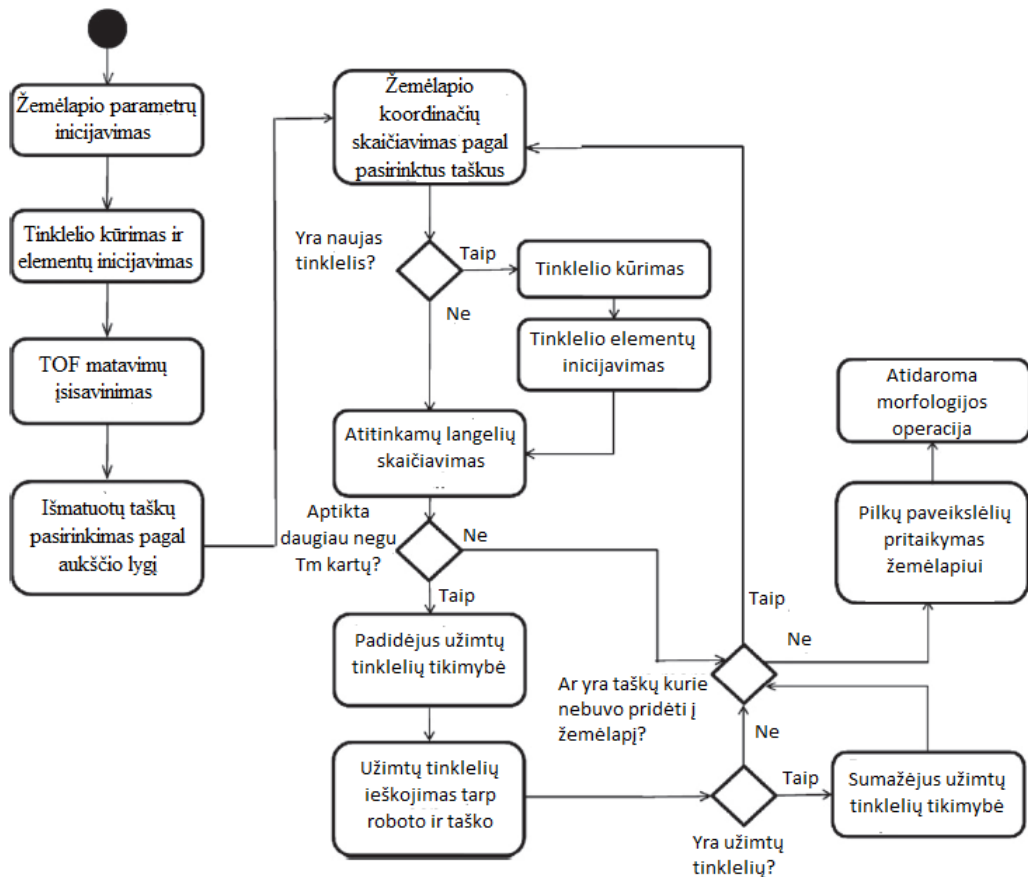 Žemėlapio parametrų
inicijavimas
Tinklelio kūrimas ir
elementų inicijavimas
TOF matavimų
įsisavinimas
Išmatuotų taškų
pasirinkimas pagal
aukščio lygį
Žemėlapio
koordinačių
skaičiavimas pagal
pasirinktus taškus
Yra naujas
tinklelis?
Taip
Ne
Tinklelio kūrimas
Tinklelio elementų
inicijavimas
Atitinkamų langelių
skaičiavimas
Aptikta
daugiau negu
Tm kartų?
Ne
Taip
Padidėjus užimtų
tinklelių tikimybė
Užimtų tinklelių
ieškojimas tarp
roboto ir taško
Yra užimtų
tinklelių?
Taip
Ne
Sumažėjus užimtų
tinklelių tikimybė
Ar yra taškų kurie
nebuvo pridėti į
žemėlapį?
Taip
Ne
Pilkų paveikslėlių
pritaikymas
žemėlapiui
Atidaroma
morfologijos
operacija